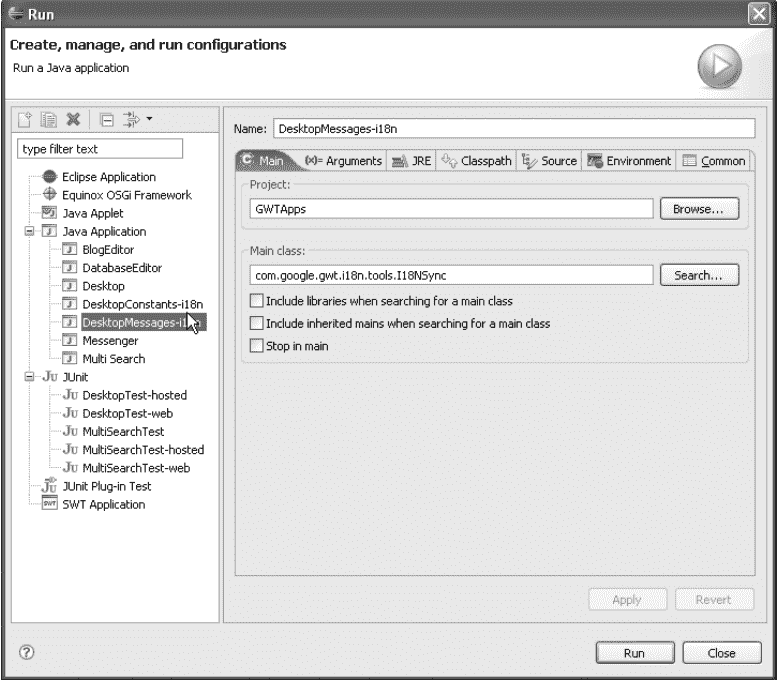 Run
Create, manage, and run configurations
Run a Java application
type filter text
Eclipse Application
Equinox OSGi Framework
Java Applet
Java Application
BlogEditor
DatabaseEditor
Desktop
DesktopConstants-i18n
DesktopMessages-i18n
Messenger
Multi Search
JUnit
DesktopTest-hosted
DesktopTest-web
MultiSearchTest
MultiSearchTest-hosted
MultiSearchTest-web
JUnit Plug-in Test
SWT Application
Name: DesktopMessages-i18n
Main (x)= Arguments JRE Classpath Source Environment Common
Project:
GWTApps Browse...
Main class:
com.google.gwt.i18n.tools.I18NSync Search...
Include libraries when searching for a main class
Include inherited mains when searching for a main class
Stop in main
Apply Revert
? Run Close